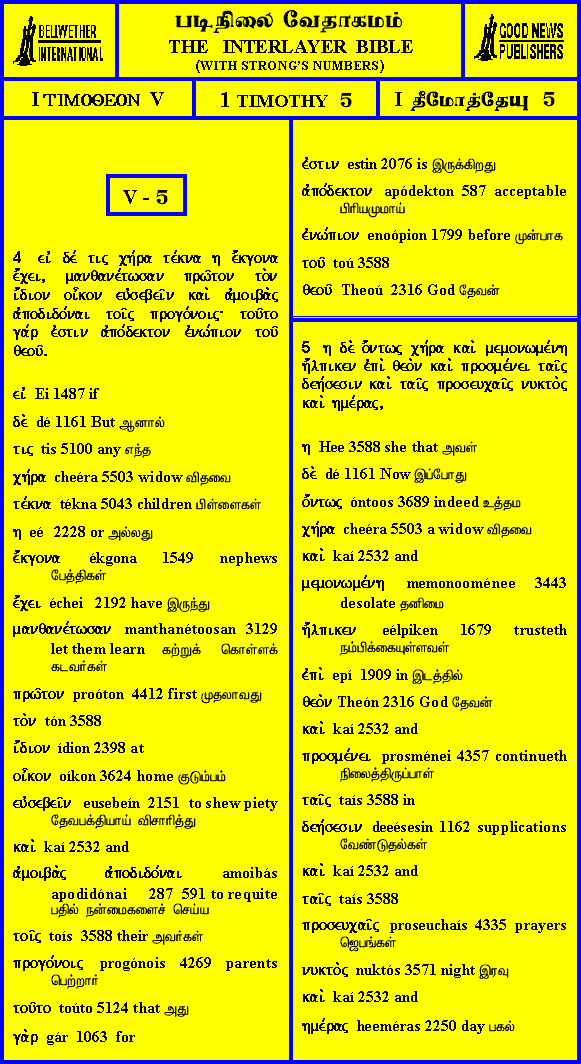 BELLWETHER
INTERNATIONAL
படிநிலை வேதாகமம்
THE INTERLAYER BIBLE
(WITH STRONG'S NUMBERS)
GOOD NEWS
PUBLISHERS
I ΤΙΜΟΘΕΟΝ V
1 TIMOTHY 5
I தீமோத்தேயு 5
V - 5
4 εἰ δέ τις χήρα τέκνα η ἔκγονα
ἔχει, μανθανέτωσαν πρῶτον τὸν
ἴδιον οἶκον εὐσεβεῖν καὶ ἀμοιβὰς
ἀποδιδόναι τοῖς προγόνοις· τοῦτο
γάρ ἐστιν ἀπόδεκτον ἐνώπιον τοῦ
θεοῦ.
εἰ Ei 1487 if
δὲ dé 1161 But ஆனால்
τις tis 5100 any எந்த
χήρα cheéra 5503 widow விதவை
τέκνα tékna 5043 children பிள்ளைகள்
η eé 2228 or அல்லது
ἔκγονα ékgona 1549 nephews
பேத்திகள்
ἔχει échei 2192 have இருந்து
μανθανέτωσαν manthanétoosan 3129
let them learn கற்றுக் கொள்ளக்
கடவர்கள்
πρῶτον proóton 4412 first முதலாவது
τὸν tón 3588
ἴδιον ídion 2398 at
οἶκον oíkon 3624 home குடும்பம்
εὐσεβεῖν eusebeín 2151 to shew piety
தேவபக்தியாய் விசாரித்து
καὶ kaí 2532 and
ἀμοιβὰς ἀποδιδόναι amoibás
apodidónai 287 591 to requite
பதில் நன்மைகளைச் செய்ய
τοῖς toís 3588 their அவர்கள்
προγόνοις progónois 4269 parents
பெற்றார்
τοῦτο toúto 5124 that அது
γὰρ gár 1063 for
ἐστιν estin 2076 is இருக்கிறது
ἀπόδεκτον apódekton 587 acceptable
பிரியமுமாய்
ἐνώπιον enoópion 1799 before முன்பாக
τοῦ toú 3588
θεοῦ Theoú 2316 God தேவன்
5 η δὲ ὄντως χήρα καὶ μεμονωμένη
ἤλπικεν ἐπὶ θεὸν καὶ προσμένει ταῖς
δεήσεσιν καὶ ταῖς προσευχαῖς νυκτὸς
καὶ ημέρας,
η Hee 3588 she that அவள்
δὲ dé 1161 Now இப்போது
ὄντως óntoos 3689 indeed உத்தம
χήρα cheéra 5503 a widow விதவை
καὶ kaí 2532 and
μεμονωμένη memonooménee 3443
desolate தனிமை
ἤλπικεν eélpiken 1679 trusteth
நம்பிக்கையுள்ளவள்
ἐπὶ epí 1909 in இடத்தில்
θεὸν Theón 2316 God தேவன்
καὶ kaí 2532 and
προσμένει prosménei 4357 continueth
நிலைத்திருப்பாள்
ταῖς taís 3588 in
δεήσεσιν deeésesin 1162 supplications
வேண்டுதல்கள்
καὶ kaí 2532 and
ταῖς taís 3588
προσευχαῖς proseuchaís 4335 prayers
ஜெபங்கள்
νυκτὸς nuktós 3571 night இரவு
καὶ kaí 2532 and
ημέρας heeméras 2250 day பகல்